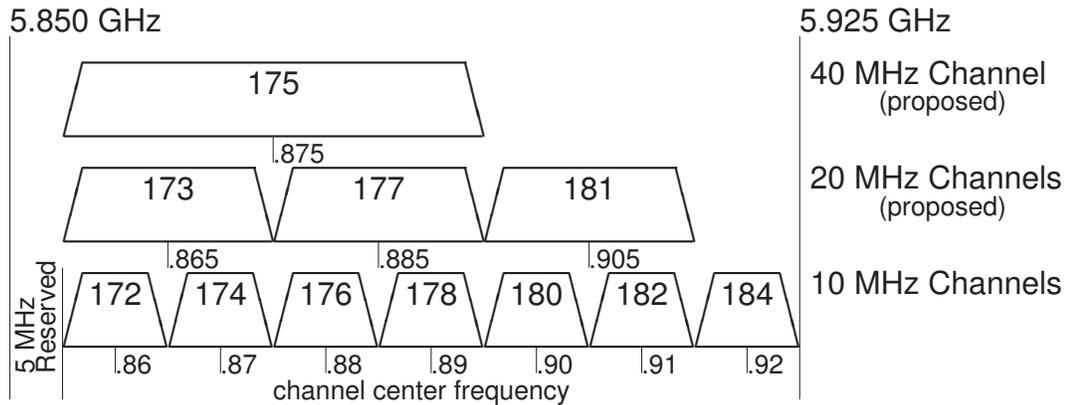 5.850 GHz
5.925 GHz
175
40 MHz Channel
(proposed)
.875
173
177
181
20 MHz Channels
(proposed)
.865
.885
.905
5 MHz
Reserved
172
174
176
178
180
182
184
10 MHz Channels
.86
.87
.88
.89
.90
.91
.92
channel center frequency